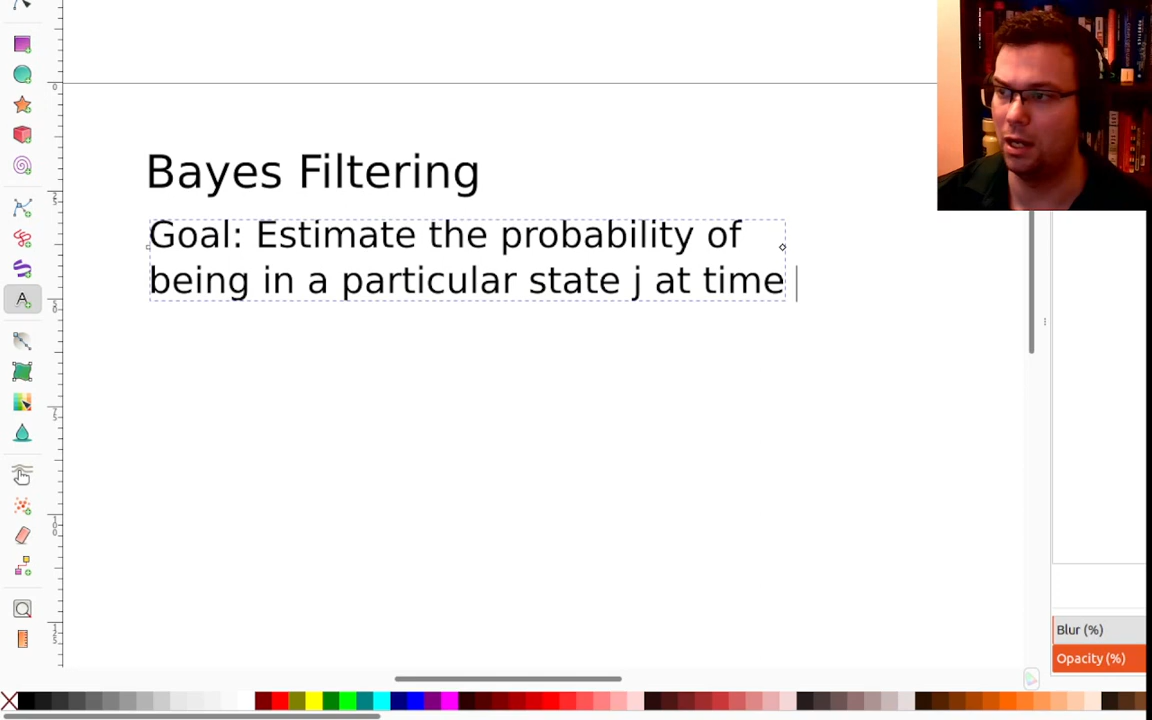 Bayes Filtering
Goal: Estimate the probability of
being in a particular state j at time
Blur (%)
Opacity (%)